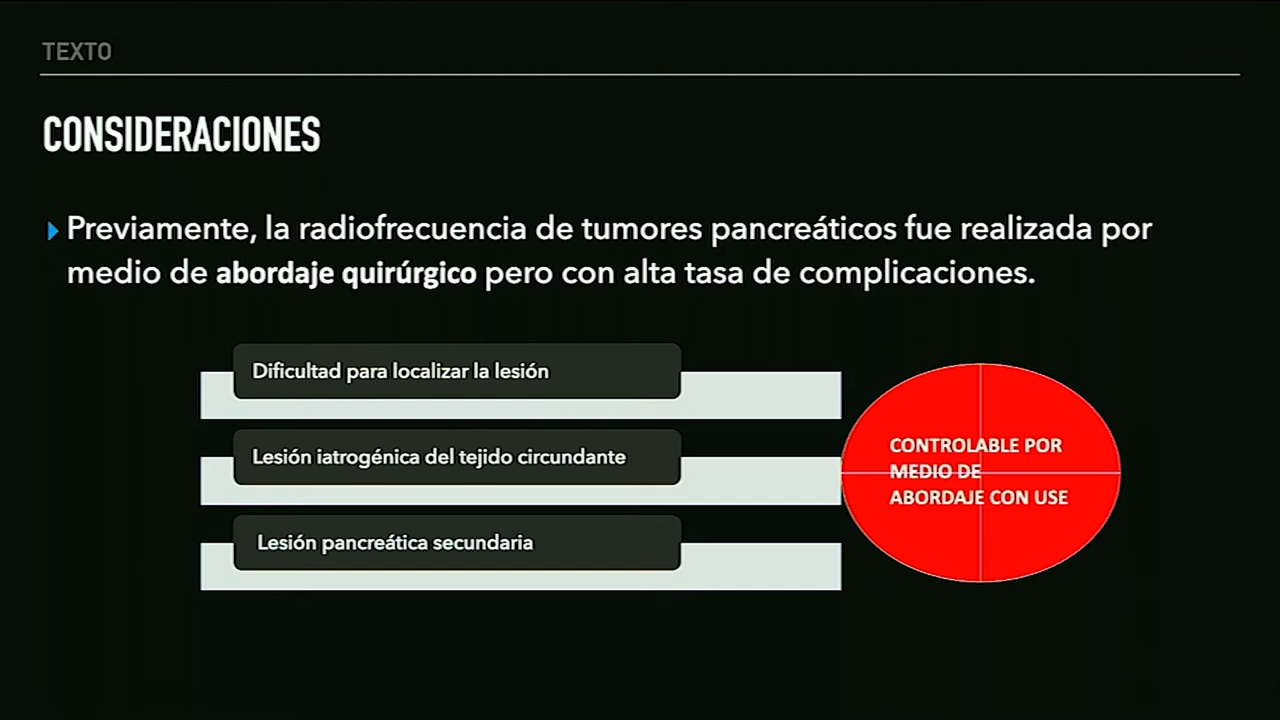 TEXTO
CONSIDERACIONES
Previamente, la radiofrecuencia de tumores pancreáticos fue realizada por
medio de abordaje quirúrgico pero con alta tasa de complicaciones.
Dificultad para localizar la lesión
Lesión iatrogénica del tejido circundante
Lesión pancreática secundaria
CONTROLABLE POR
MEDIO DE
ABORDAJE CON USE